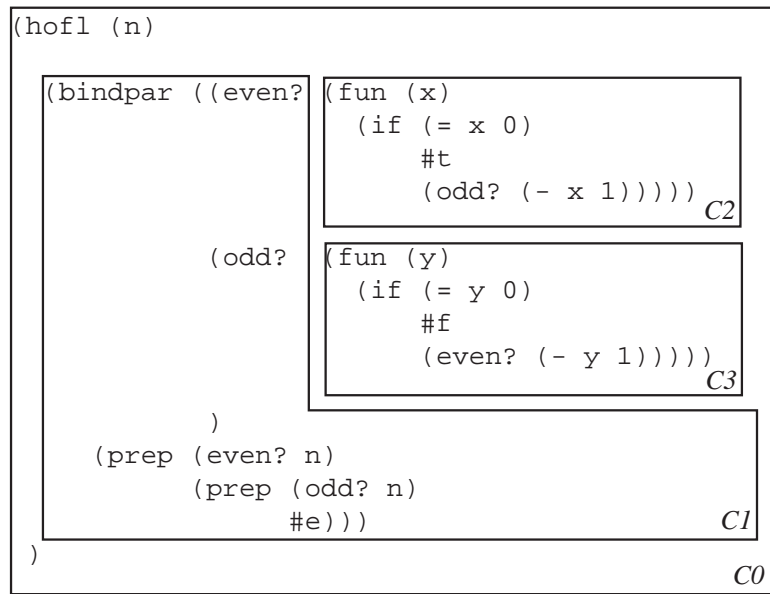 (hofl (n)
(bindpar ((even? (fun (x)
(if (= x 0)
#t
(odd? (- x 1)))))
C2
(odd? (fun (y)
(if (= y 0)
#f
(even? (- y 1)))))
C3
)
(prep (even? n)
(prep (odd? n)
#e)))
C1
)
C0